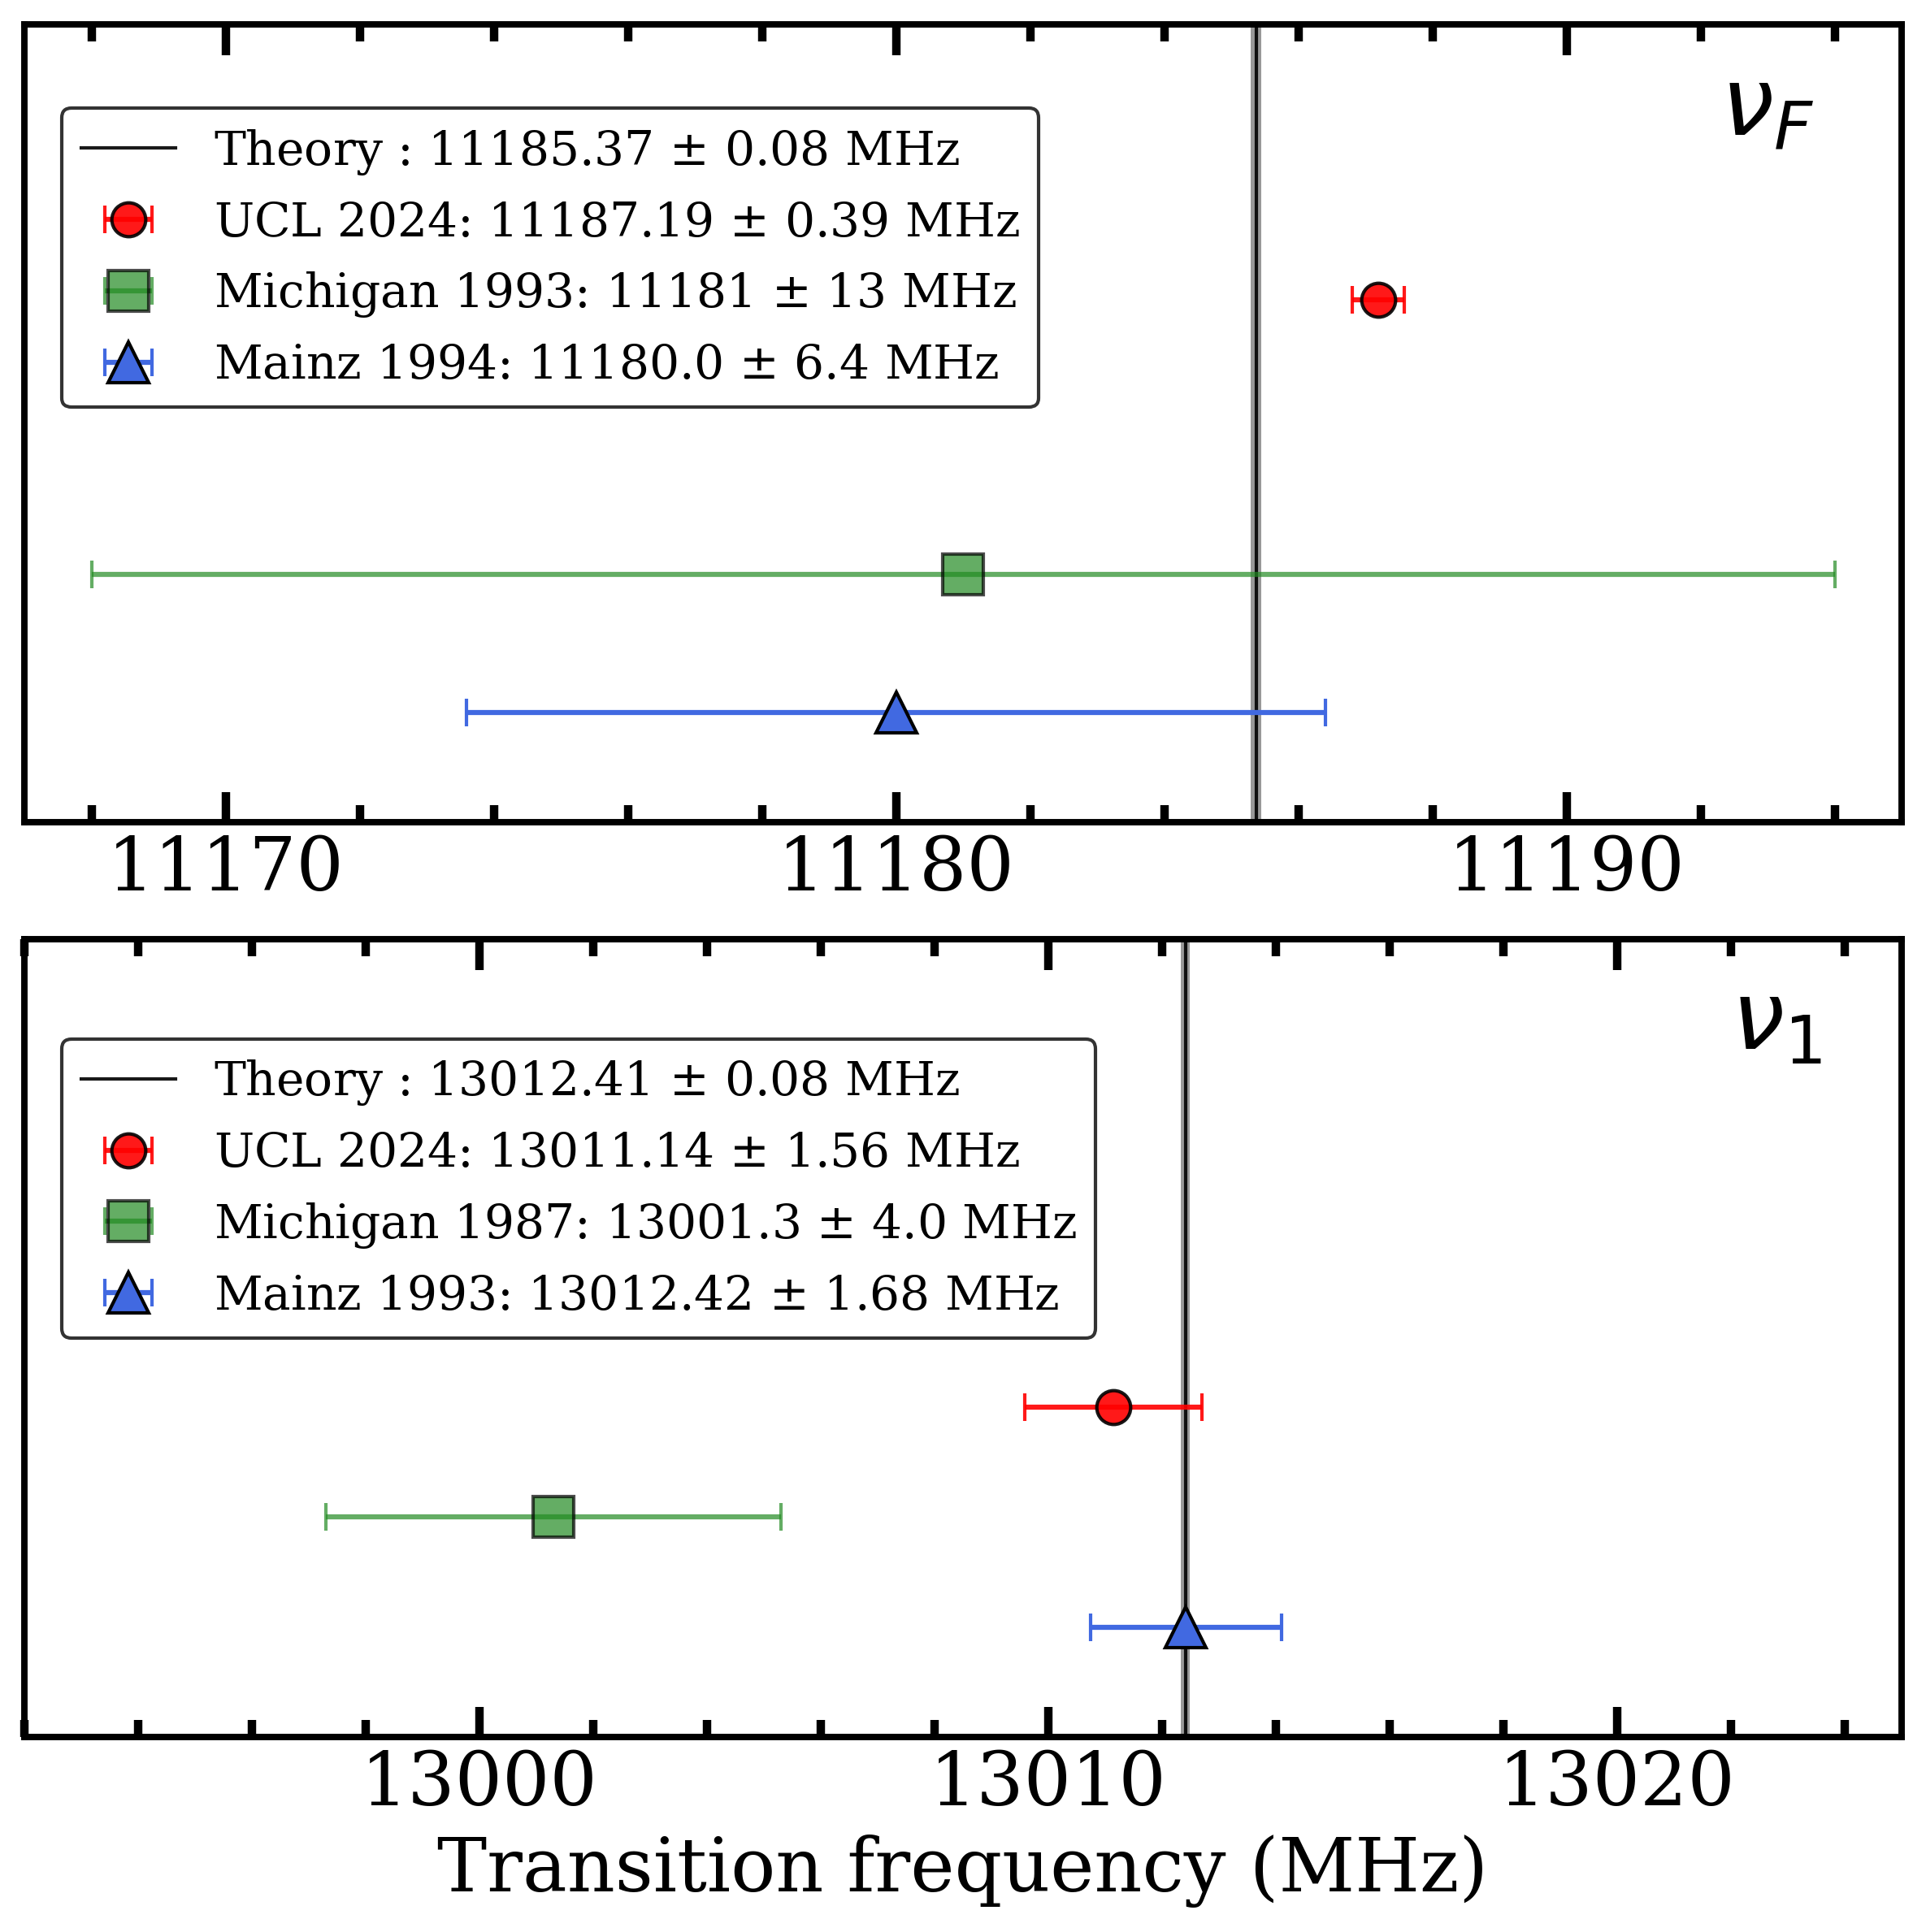 ν_F
Theory : 11185.37 ± 0.08 MHz
UCL 2024: 11187.19 ± 0.39 MHz
Michigan 1993: 11181 ± 13 MHz
Mainz 1994: 11180.0 ± 6.4 MHz
11170 11180 11190
ν_1
Theory : 13012.41 ± 0.08 MHz
UCL 2024: 13011.14 ± 1.56 MHz
Michigan 1987: 13001.3 ± 4.0 MHz
Mainz 1993: 13012.42 ± 1.68 MHz
13000 13010 13020
Transition frequency (MHz)